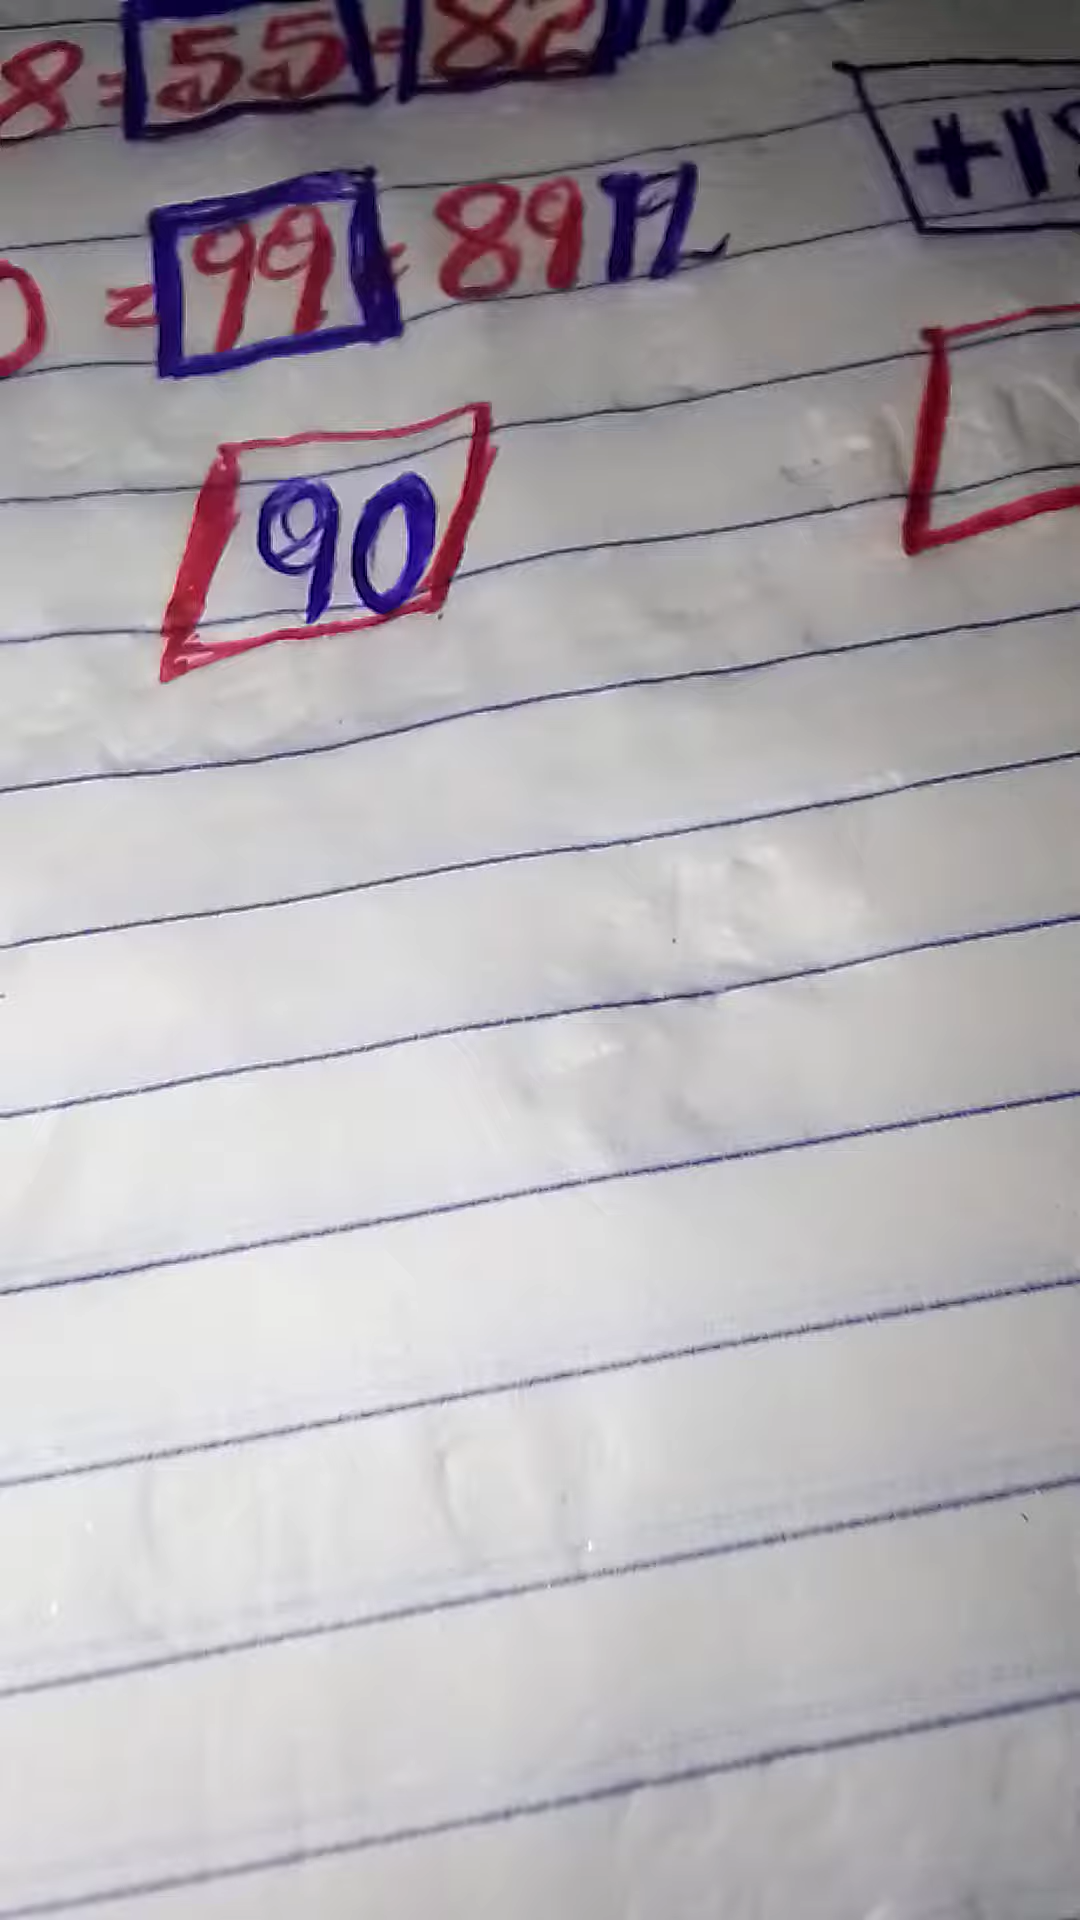 8 = 55 = 82
+1
= 99 = 89
90